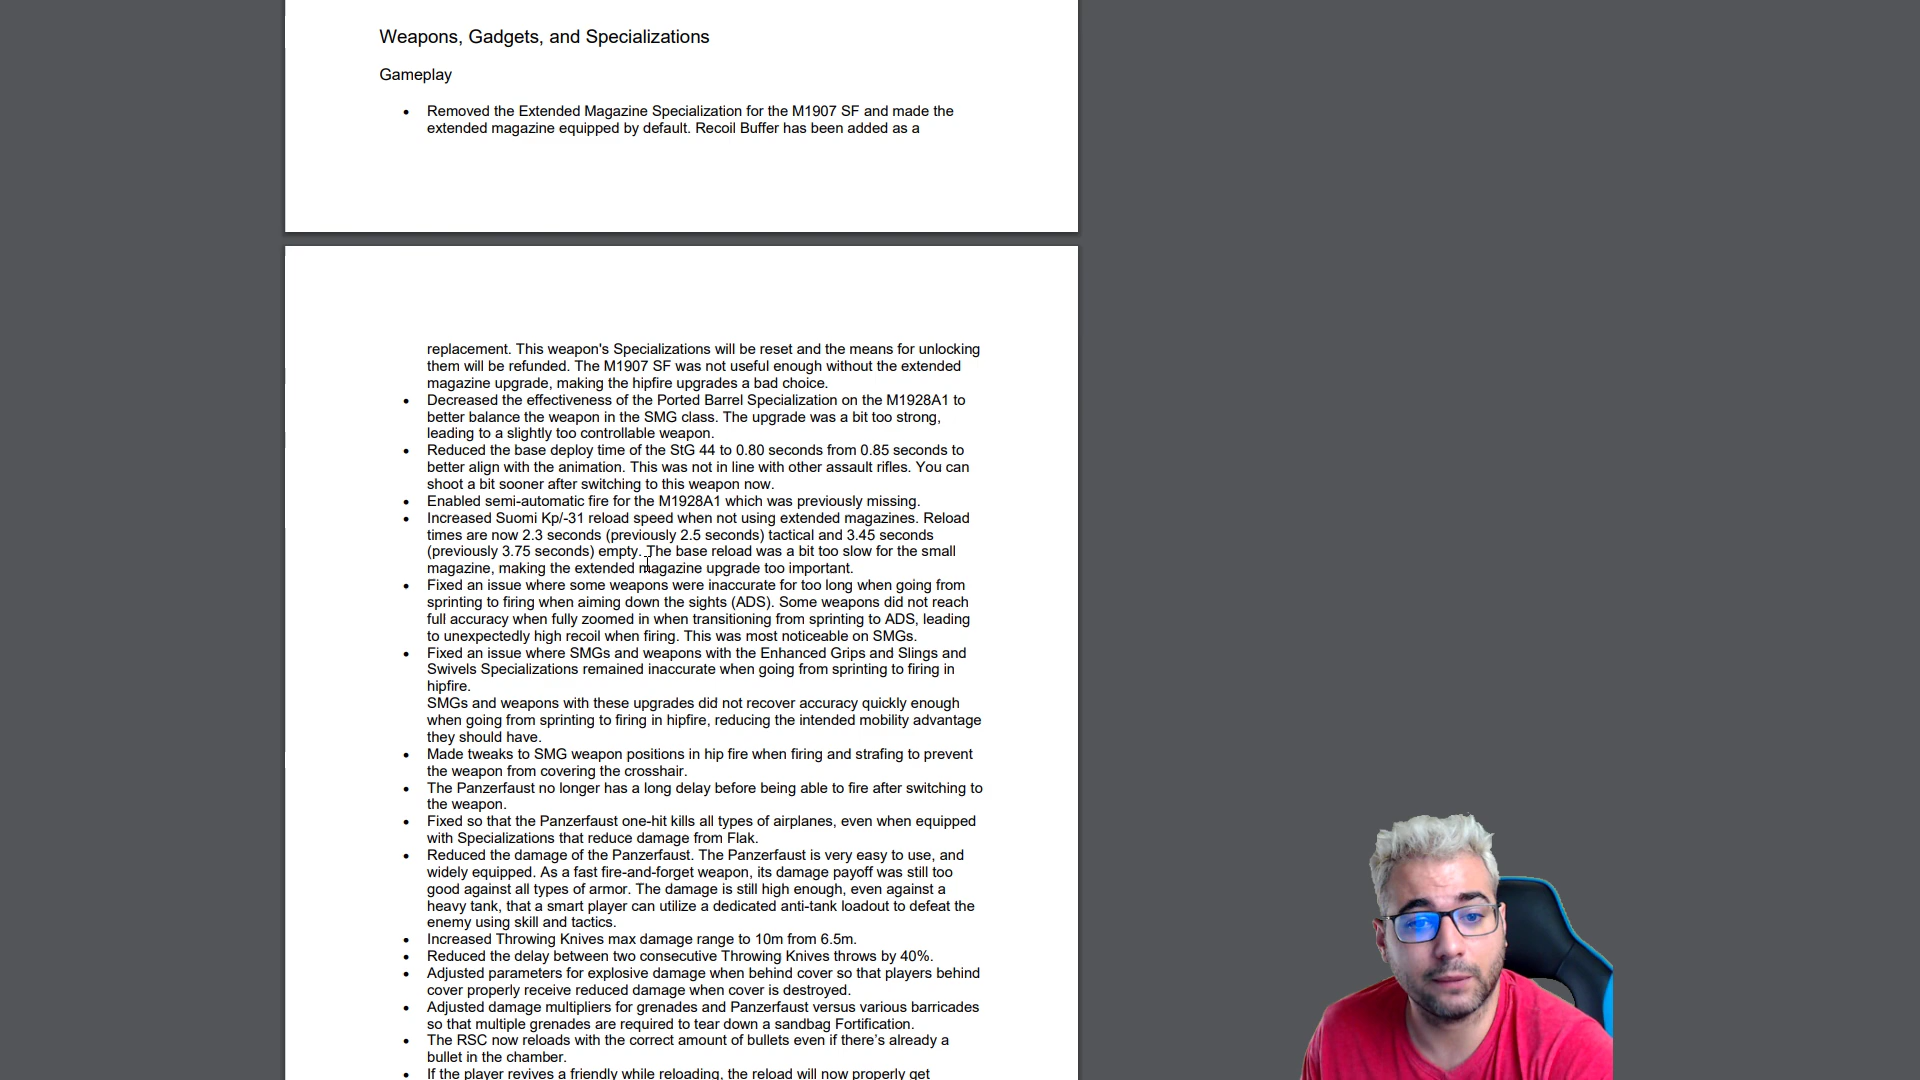 Weapons, Gadgets, and Specializations
Gameplay
• Removed the Extended Magazine Specialization for the M1907 SF and made the
extended magazine equipped by default. Recoil Buffer has been added as a
replacement. This weapon's Specializations will be reset and the means for unlocking
them will be refunded. The M1907 SF was not useful enough without the extended
magazine upgrade, making the hipfire upgrades a bad choice.
• Decreased the effectiveness of the Ported Barrel Specialization on the M1928A1 to
better balance the weapon in the SMG class. The upgrade was a bit too strong,
leading to a slightly too controllable weapon.
• Reduced the base deploy time of the StG 44 to 0.80 seconds from 0.85 seconds to
better align with the animation. This was not in line with other assault rifles. You can
shoot a bit sooner after switching to this weapon now.
• Enabled semi-automatic fire for the M1928A1 which was previously missing.
• Increased Suomi Kp/-31 reload speed when not using extended magazines. Reload
times are now 2.3 seconds (previously 2.5 seconds) tactical and 3.45 seconds
(previously 3.75 seconds) empty. The base reload was a bit too slow for the small
magazine, making the extended magazine upgrade too important.
• Fixed an issue where some weapons were inaccurate for too long when going from
sprinting to firing when aiming down the sights (ADS). Some weapons did not reach
full accuracy when fully zoomed in when transitioning from sprinting to ADS, leading
to unexpectedly high recoil when firing. This was most noticeable on SMGs.
• Fixed an issue where SMGs and weapons with the Enhanced Grips and Slings and
Swivels Specializations remained inaccurate when going from sprinting to firing in
hipfire.
SMGs and weapons with these upgrades did not recover accuracy quickly enough
when going from sprinting to firing in hipfire, reducing the intended mobility advantage
they should have.
• Made tweaks to SMG weapon positions in hip fire when firing and strafing to prevent
the weapon from covering the crosshair.
• The Panzerfaust no longer has a long delay before being able to fire after switching to
the weapon.
• Fixed so that the Panzerfaust one-hit kills all types of airplanes, even when equipped
with Specializations that reduce damage from Flak.
• Reduced the damage of the Panzerfaust. The Panzerfaust is very easy to use, and
widely equipped. As a fast fire-and-forget weapon, its damage payoff was still too
good against all types of armor. The damage is still high enough, even against a
heavy tank, that a smart player can utilize a dedicated anti-tank loadout to defeat the
enemy using skill and tactics.
• Increased Throwing Knives max damage range to 10m from 6.5m.
• Reduced the delay between two consecutive Throwing Knives throws by 40%.
• Adjusted parameters for explosive damage when behind cover so that players behind
cover properly receive reduced damage when cover is destroyed.
• Adjusted damage multipliers for grenades and Panzerfaust versus various barricades
so that multiple grenades are required to tear down a sandbag Fortification.
• The RSC now reloads with the correct amount of bullets even if there's already a
bullet in the chamber.
• If the player revives a friendly while reloading, the reload will now properly get